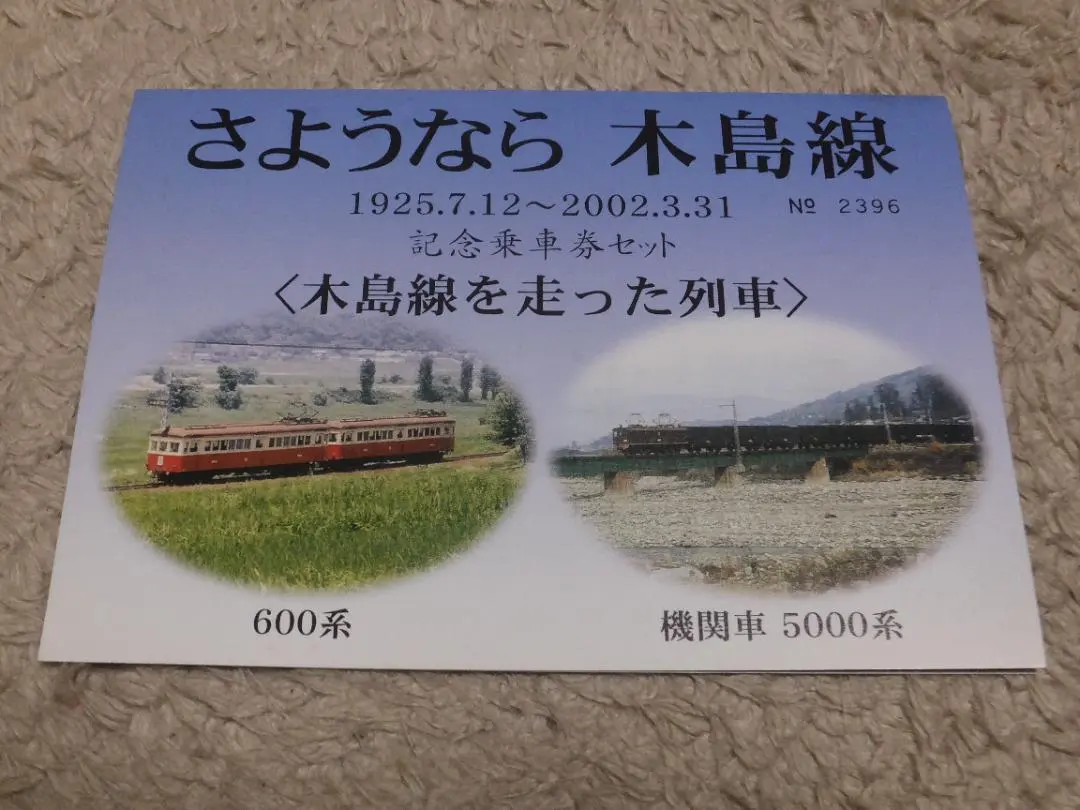 さようなら 木島線
1925.7.12～2002.3.31 № 2396
記念乗車券セット
〈木島線を走った列車〉
600系
機関車 5000系